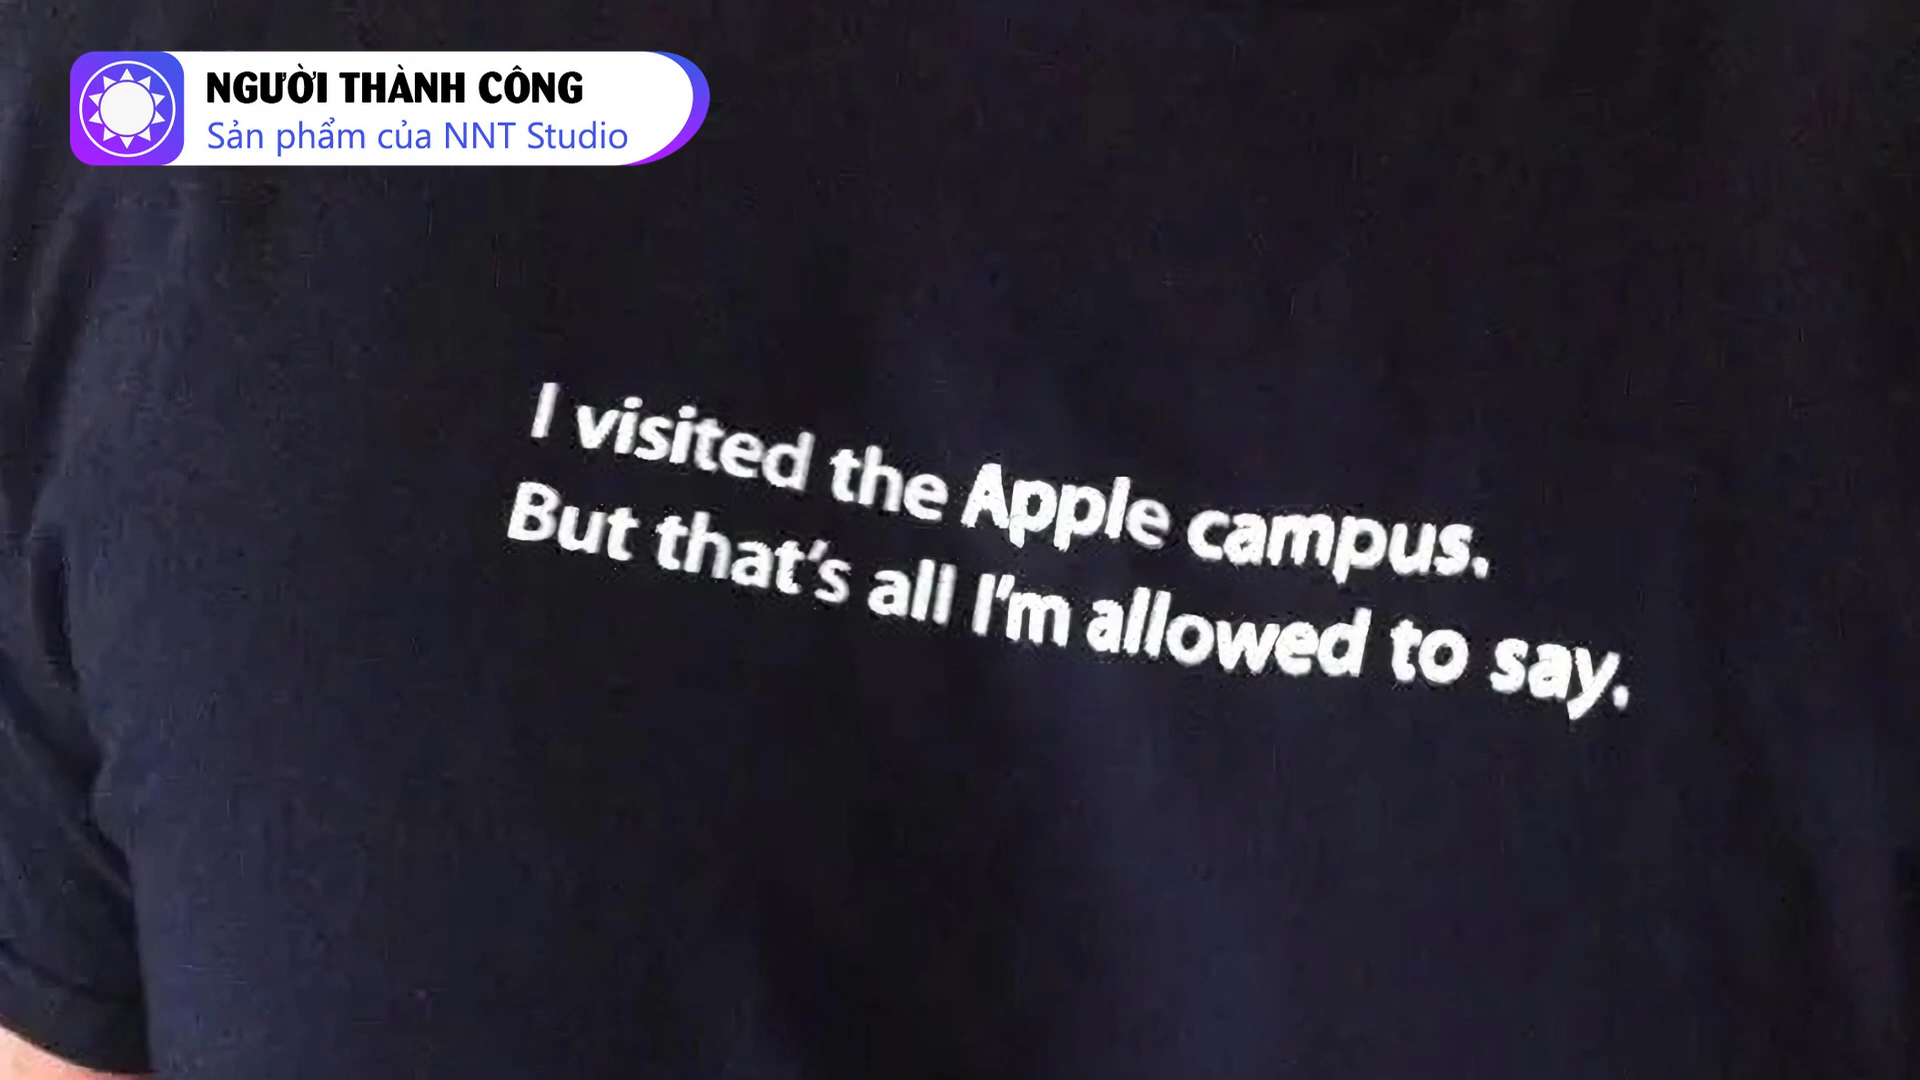 NGƯỜI THÀNH CÔNG
Sản phẩm của NNT Studio
I visited the Apple campus.
But that's all I'm allowed to say.